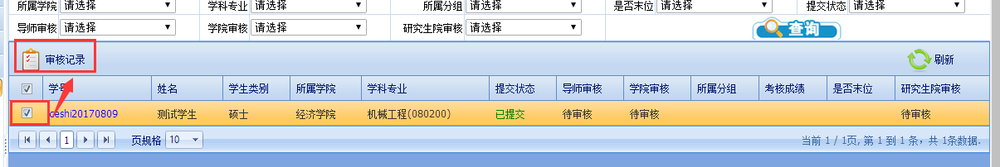 所属学院 请选择 学科专业 请选择 所属分组 请选择 是否末位 请选择 提交状态 请选择
导师审核 请选择 学院审核 请选择 研究生院审核 请选择 查询
审核记录 刷新
学号 姓名 学生类别 所属学院 学科专业 提交状态 导师审核 学院审核 所属分组 考核成绩 是否末位 研究生院审核
ceshi20170809 测试学生 硕士 经济学院 机械工程(080200) 已提交 待审核 待审核 待审核
1 页规格 10 当前 1 / 1页, 第 1 到 1 条, 共 1条数据.